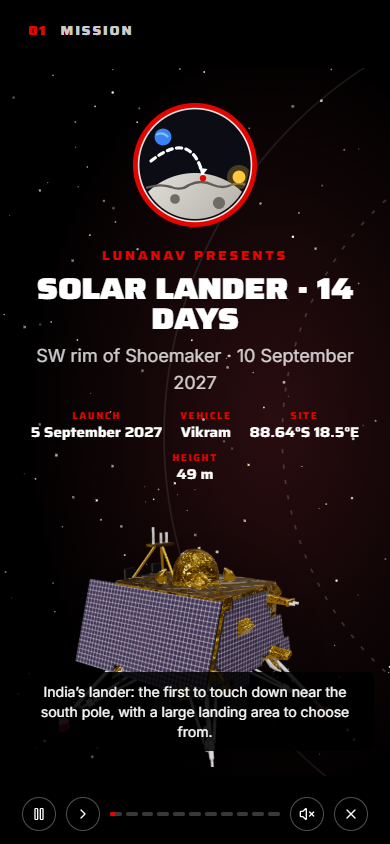 01 MISSION
LUNANAV PRESENTS
SOLAR LANDER · 14
DAYS
SW rim of Shoemaker · 10 September
2027
LAUNCH
5 September 2027
VEHICLE
Vikram
SITE
88.64°S 18.5°E
HEIGHT
49 m
India’s lander: the first to touch down near the
south pole, with a large landing area to choose
from.